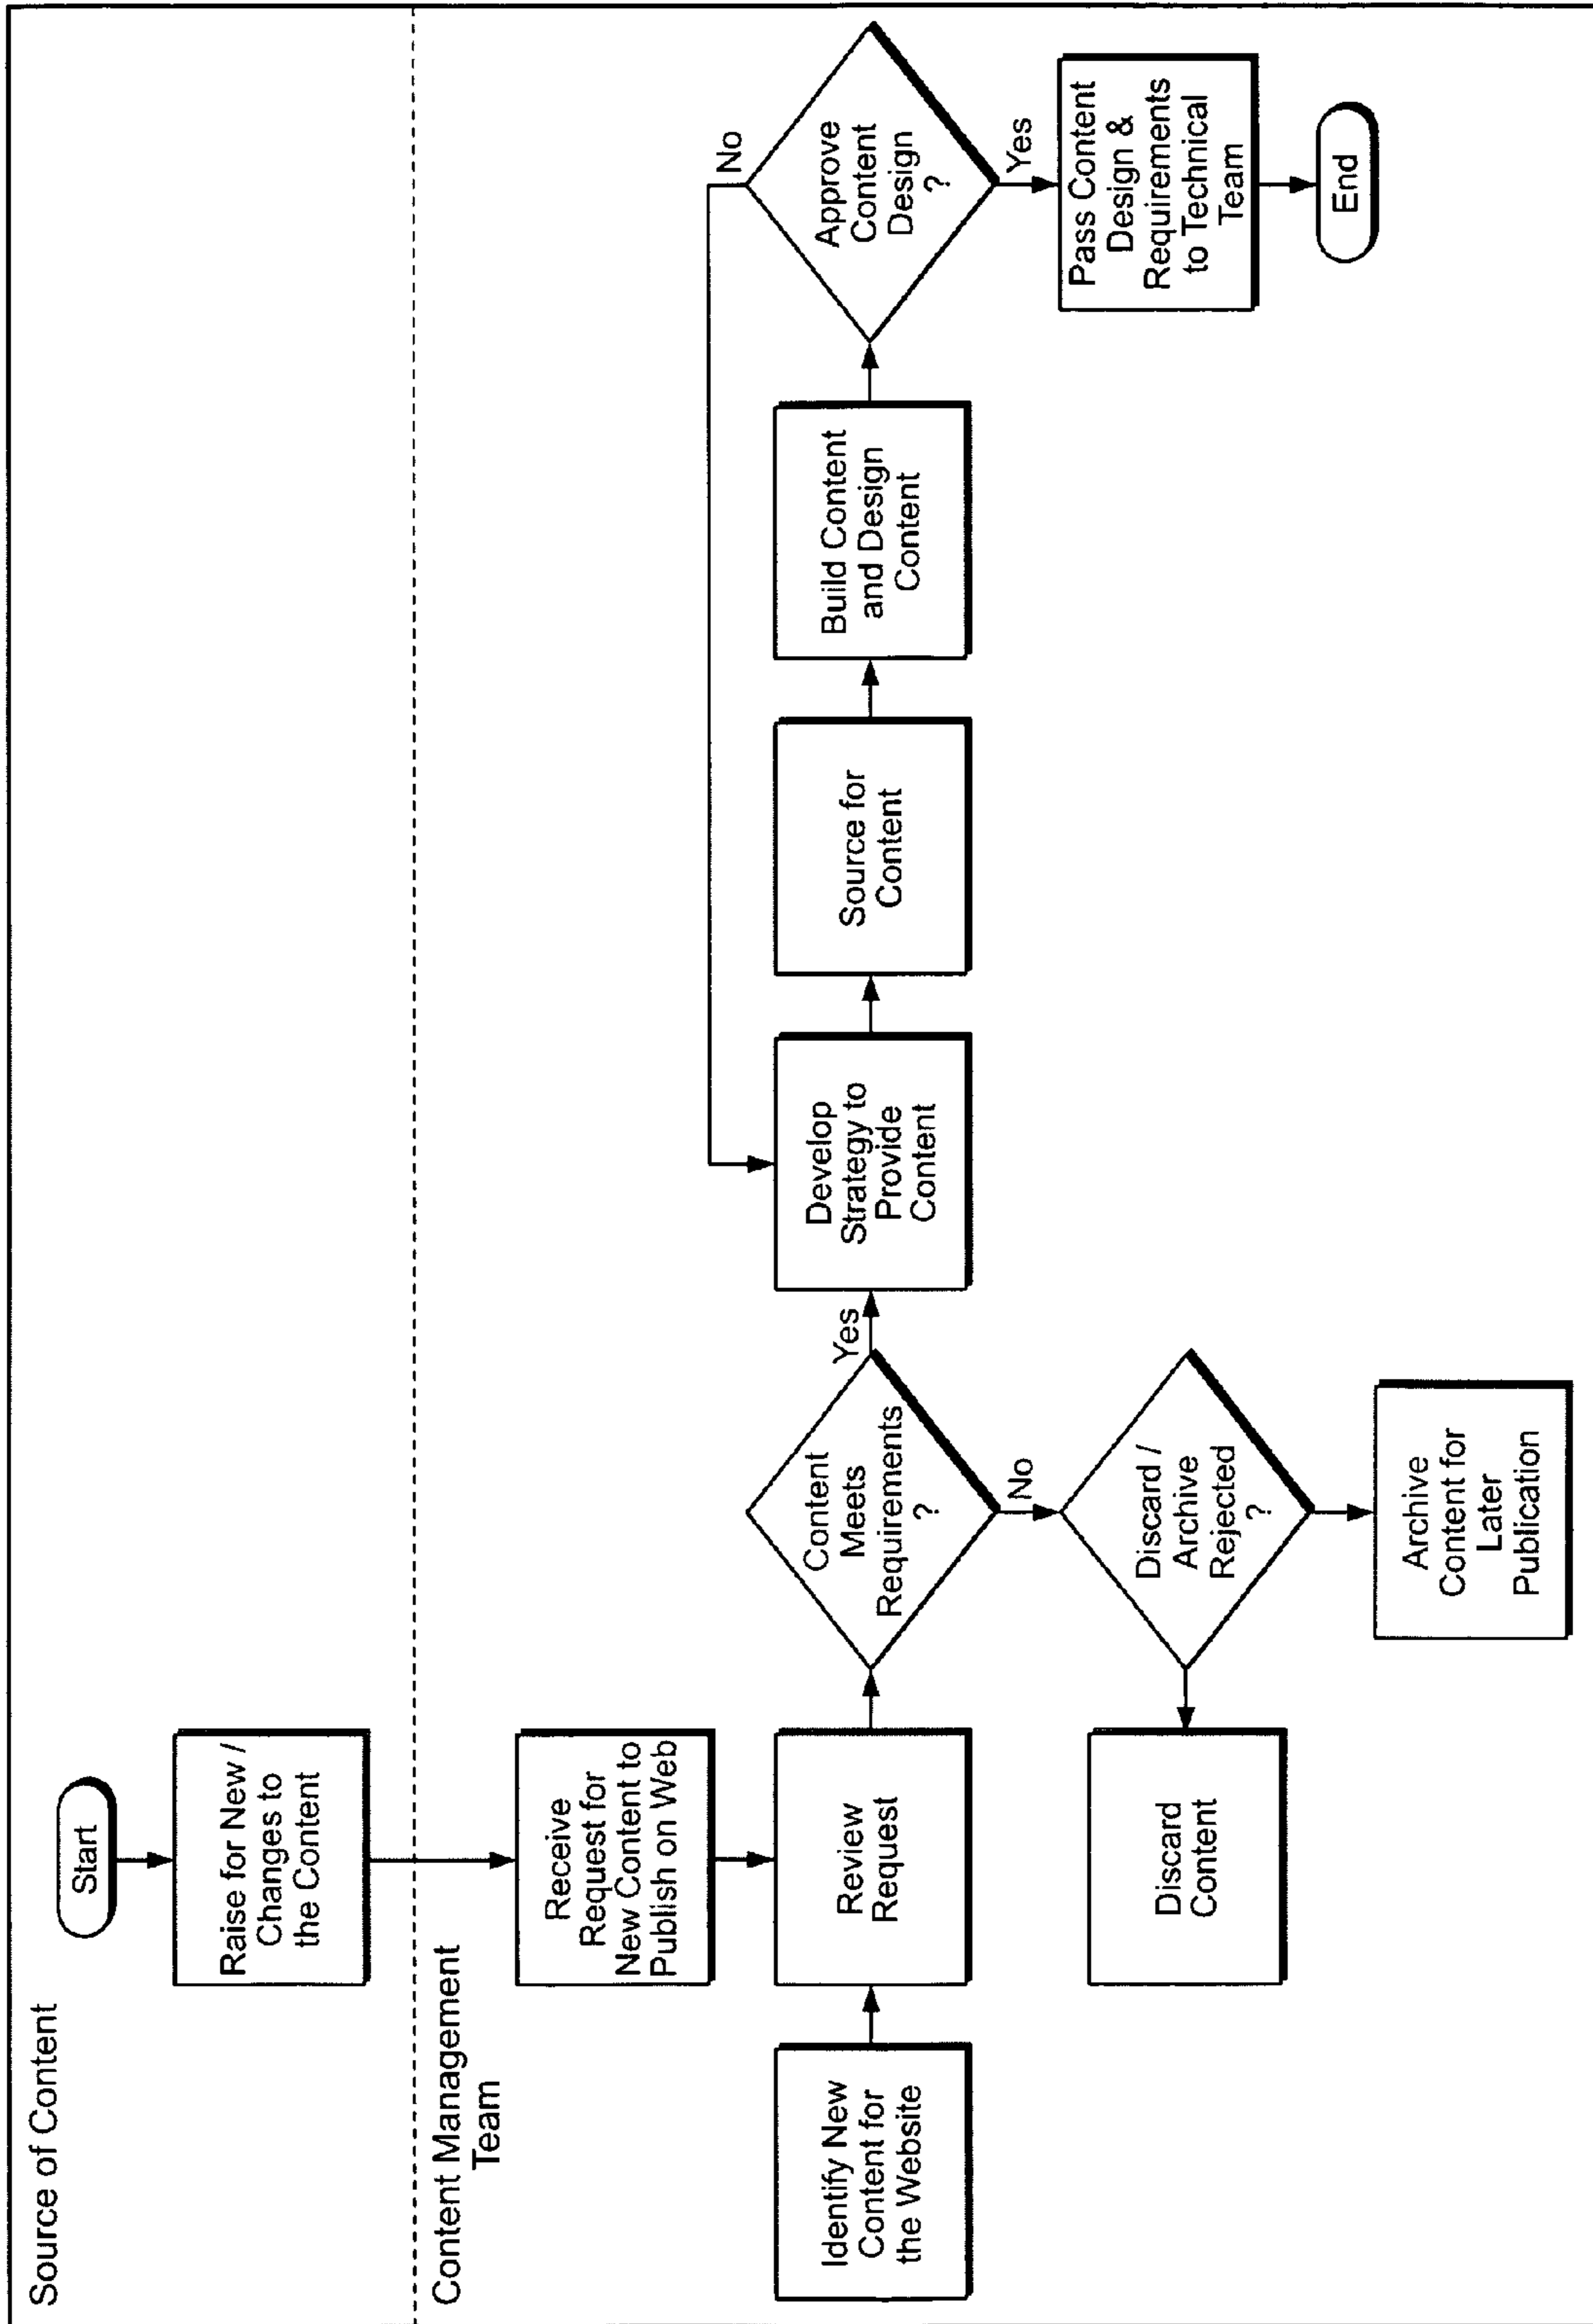 Source of Content
Start
Raise for New /
Changes to
the Content
Content Management
Team
Receive
Request for
New Content to
Publish on Web
Identify New
Content for
the Website
Review
Request
Content
Meets
Requirements
?
Yes
No
Develop
Strategy to
Provide
Content
Source for
Content
Build Content
and Design
Content
Approve
Content
Design
?
No
Yes
Pass Content
Design &
Requirements
to Technical
Team
End
Discard /
Archive
Rejected
?
Discard
Content
Archive
Content for
Later
Publication